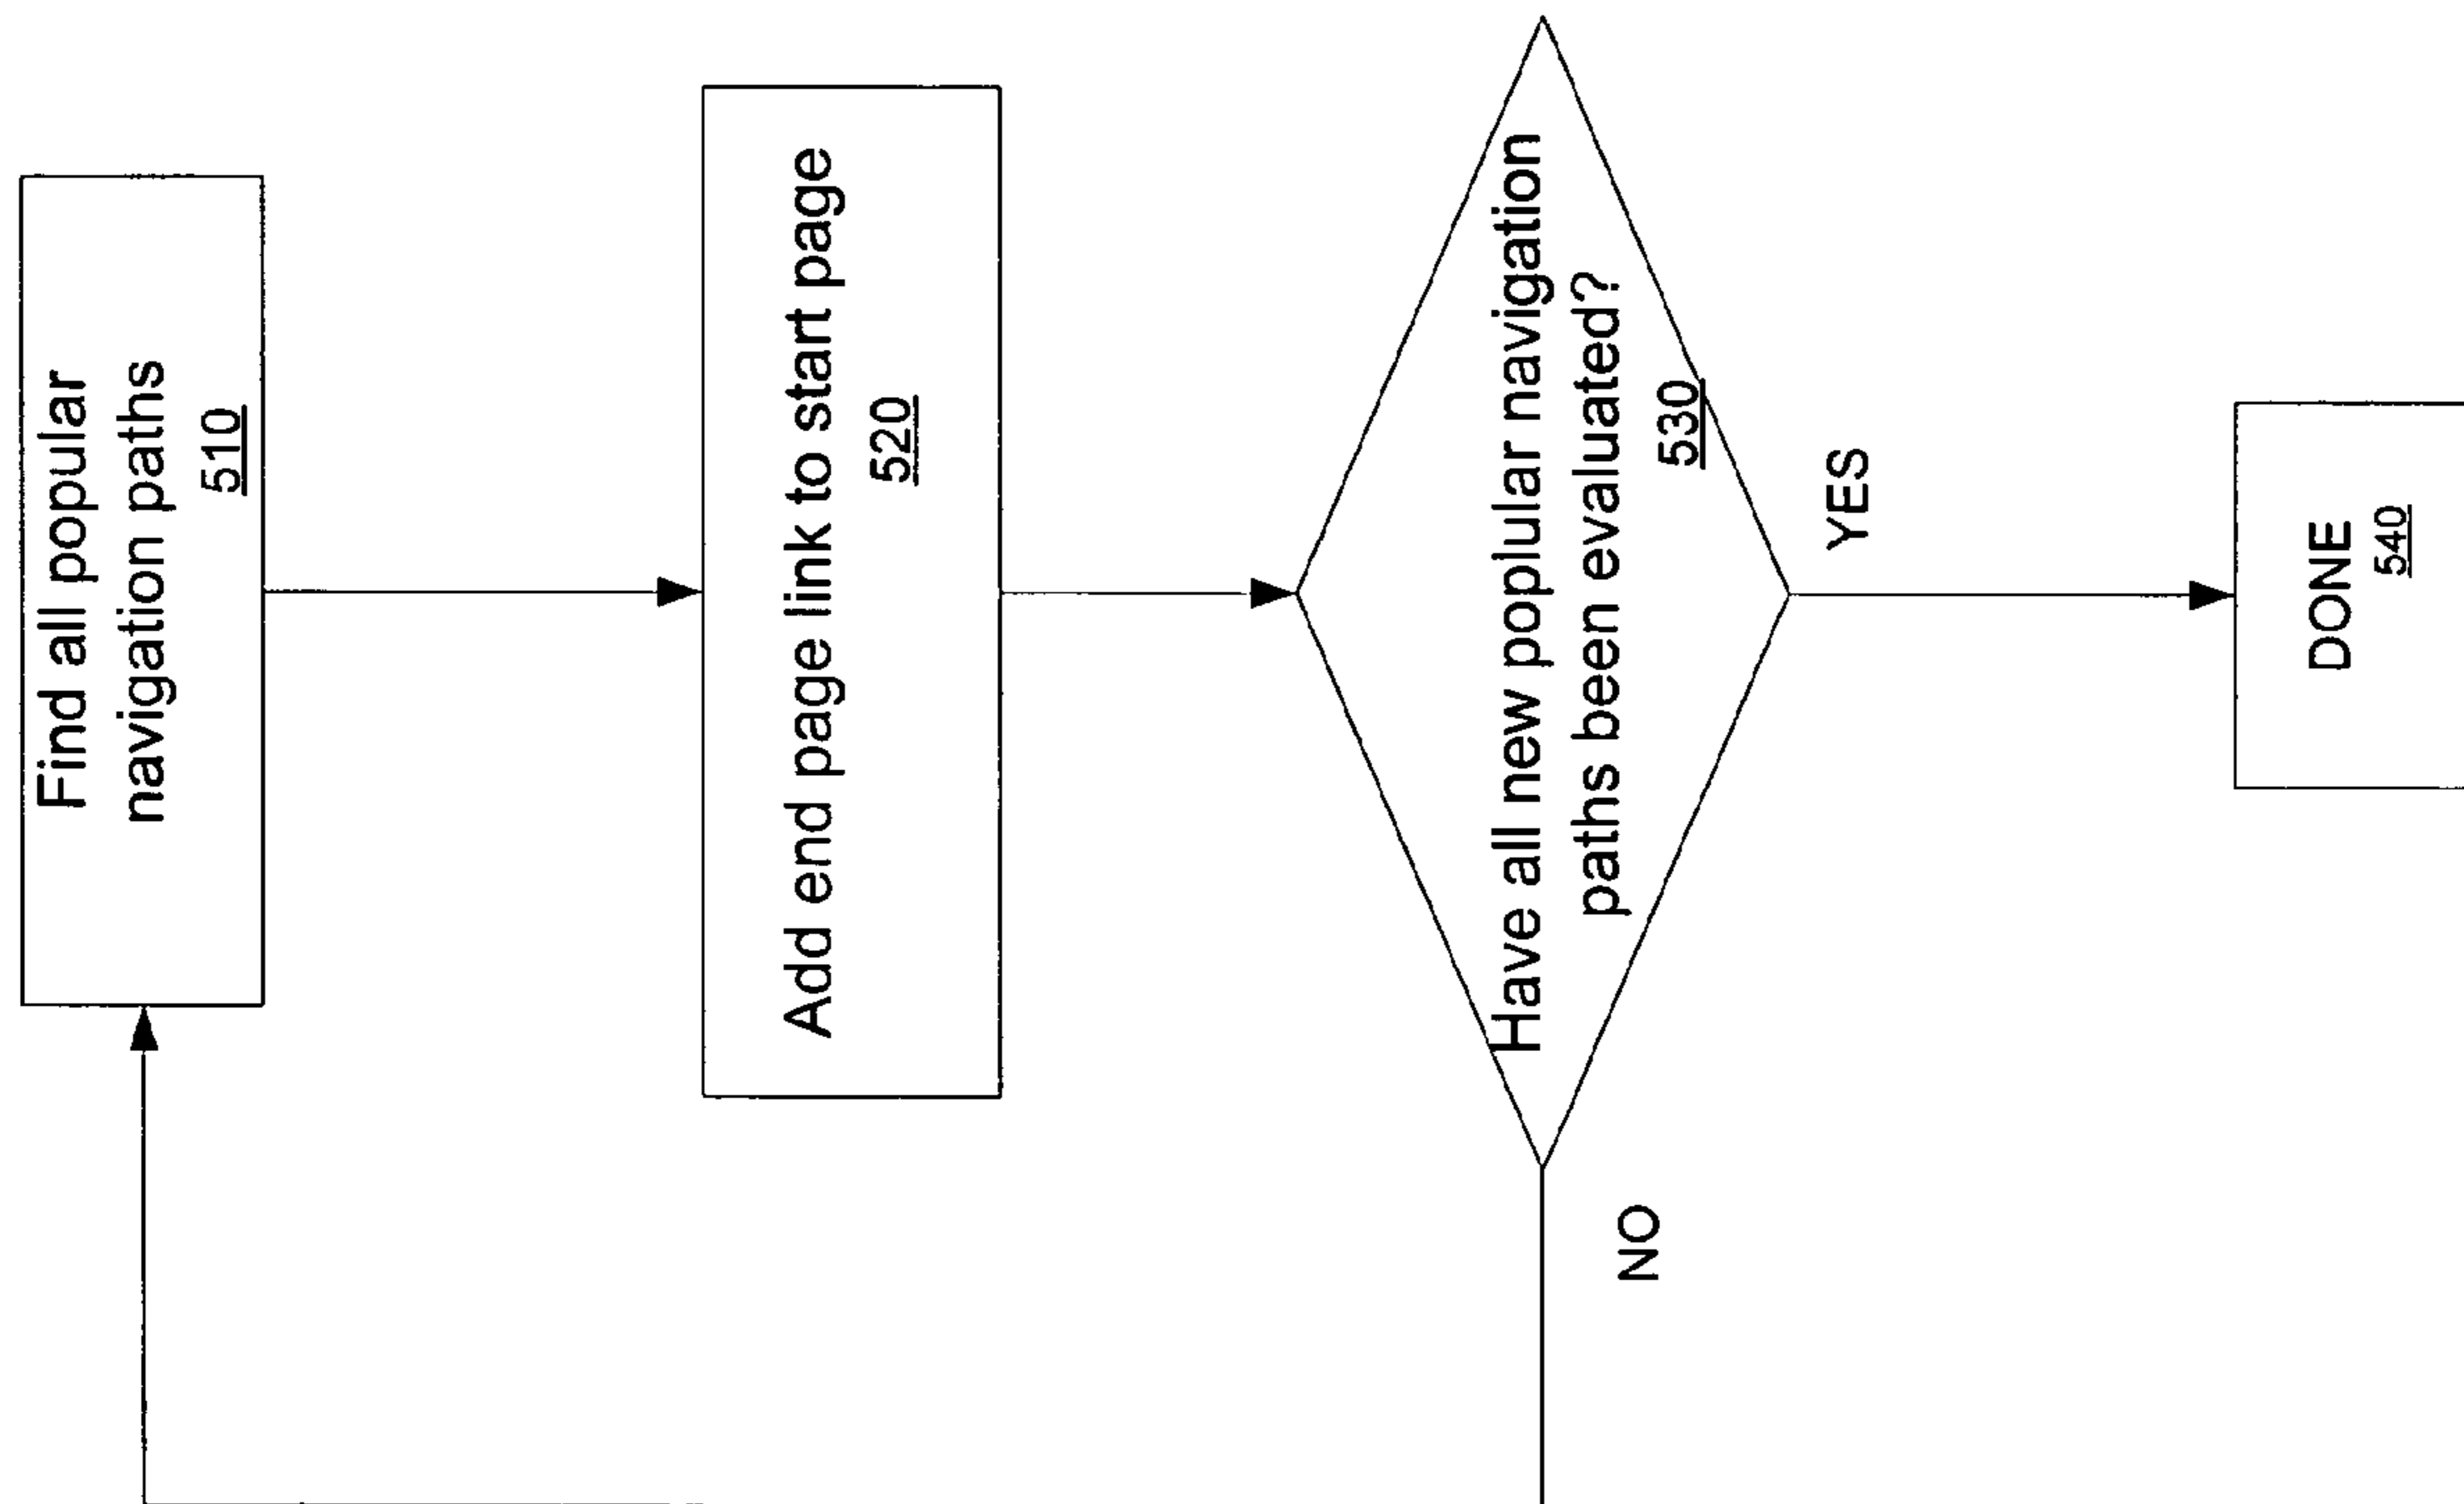 Find all popular
navigation paths
510
Add end page link to start page
520
Have all new poplular navigation
paths been evaluated?
530
YES
NO
DONE
540